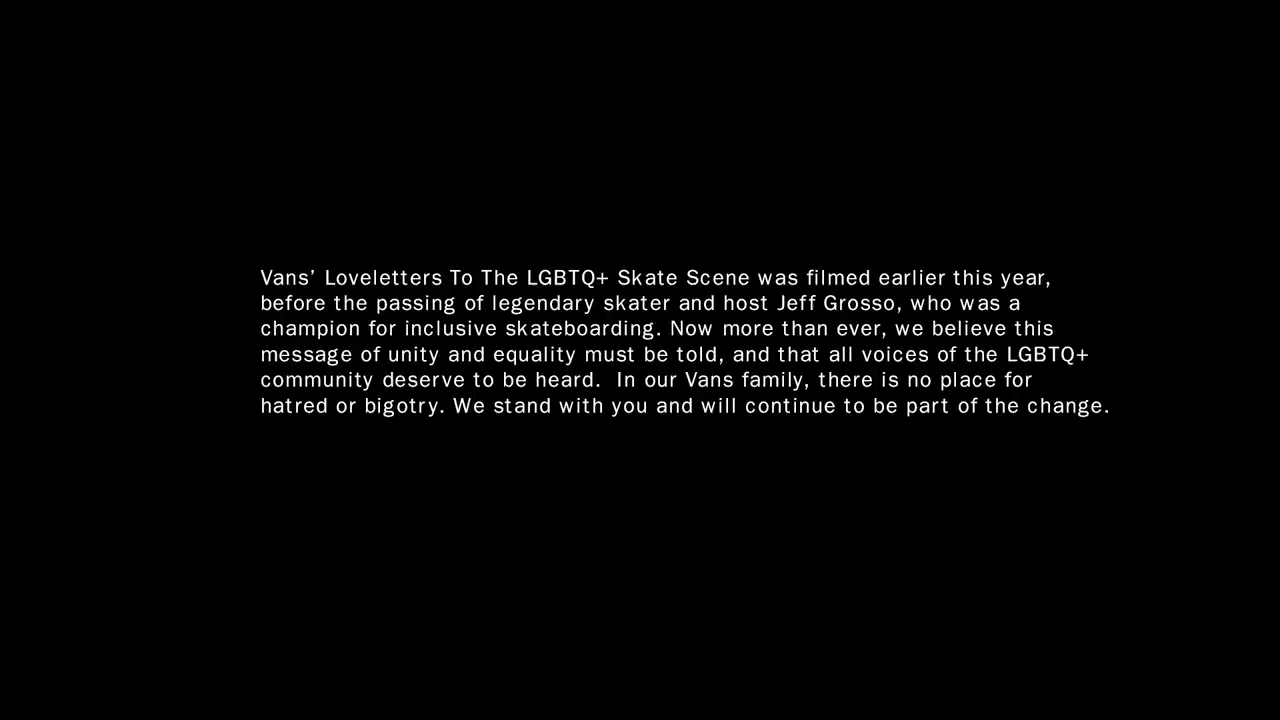 Vans’ Loveletters To The LGBTQ+ Skate Scene was filmed earlier this year,
before the passing of legendary skater and host Jeff Grosso, who was a
champion for inclusive skateboarding. Now more than ever, we believe this
message of unity and equality must be told, and that all voices of the LGBTQ+
community deserve to be heard.  In our Vans family, there is no place for
hatred or bigotry. We stand with you and will continue to be part of the change.